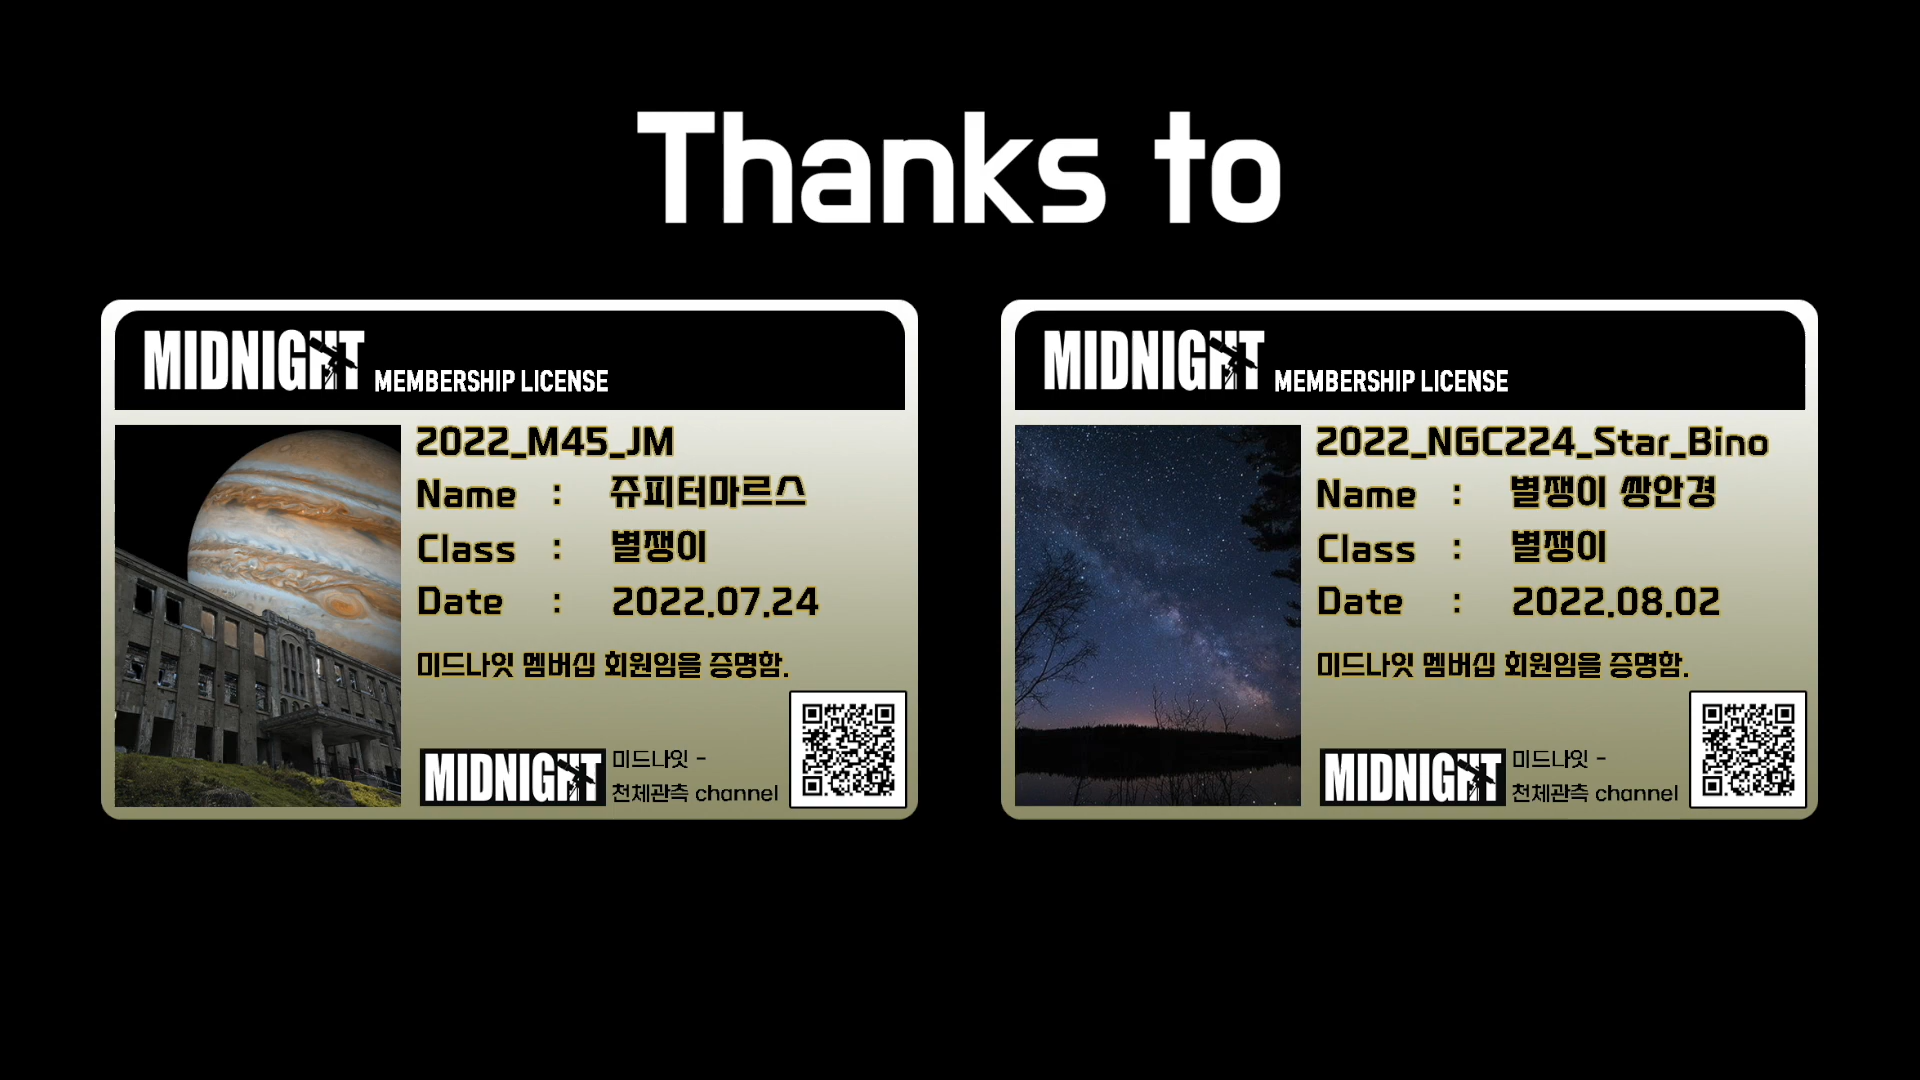 Thanks to
MIDNIGHT MEMBERSHIP LICENSE
2022_M45_JM
Name :쥬피터마르스
Class : 별쟁이
Date : 2022.07.24
미드나잇 멤버십 회원임을 증명함.
MIDNIGHT
미드나잇 -
천체관측 channel
MIDNIGHT MEMBERSHIP LICENSE
2022_NGC224_Star_Bino
Name : 별쟁이 쌍안경
Class : 별쟁이
Date : 2022.08.02
미드나잇 멤버십 회원임을 증명함.
MIDNIGHT
미드나잇 -
천체관측 channel